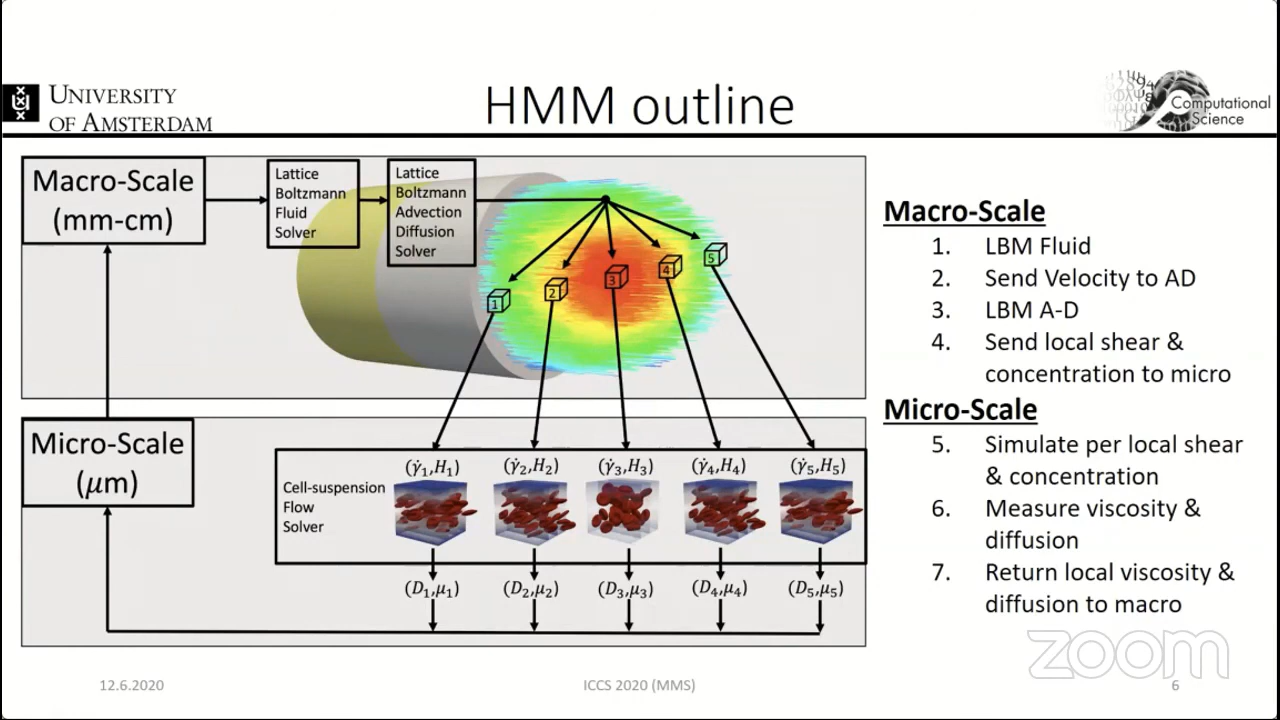 UNIVERSITY
OF AMSTERDAM
HMM outline
Computational
Science
Macro-Scale
(mm-cm)
Lattice
Boltzmann
Fluid
Solver
Lattice
Boltzmann
Advection
Diffusion
Solver
1
2
3
4
5
Micro-Scale
(μm)
Cell-suspension
Flow
Solver
(γ̇₁,H₁)
(γ̇₂,H₂)
(γ̇₃,H₃)
(γ̇₄,H₄)
(γ̇₅,H₅)
(D₁,μ₁)
(D₂,μ₂)
(D₃,μ₃)
(D₄,μ₄)
(D₅,μ₅)
Macro-Scale
1. LBM Fluid
2. Send Velocity to AD
3. LBM A-D
4. Send local shear &
concentration to micro
Micro-Scale
5. Simulate per local shear
& concentration
6. Measure viscosity &
diffusion
7. Return local viscosity &
diffusion to macro
zoom
12.6.2020
ICCS 2020 (MMS)
6